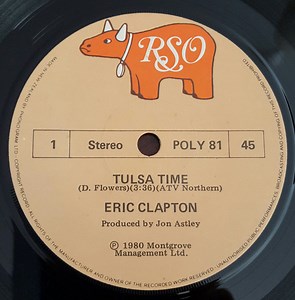 RSO
1 Stereo POLY 81 45
TULSA TIME
(D. Flowers)(3:36)(ATV Northern)
ERIC CLAPTON
Produced by Jon Astley
℗ 1980 Montgrove
Management Ltd.